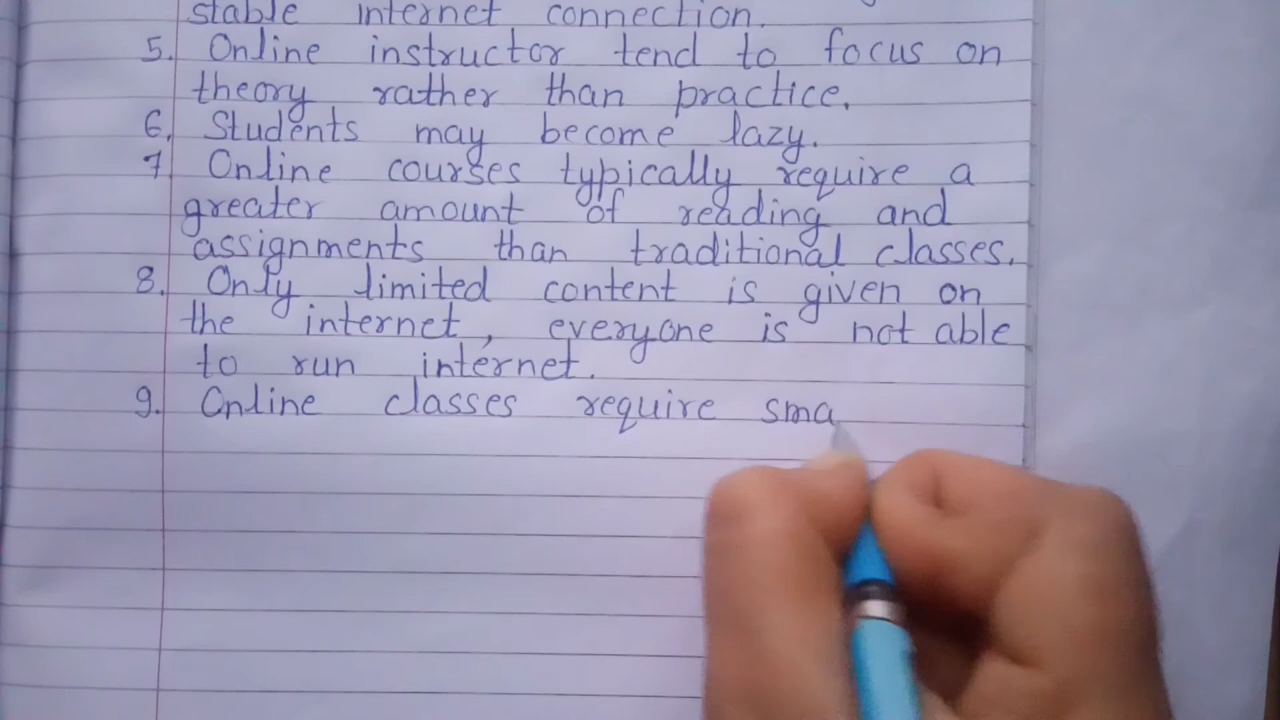 stable internet connection.
5. Online instructor tend to focus on
theory rather than practice.
6. Students may become lazy.
7 Online courses typically require a
greater amount of reading and
assignments than traditional classes.
8. Only limited content is given on
the internet, everyone is not able
to run internet.
9. Online classes require sma